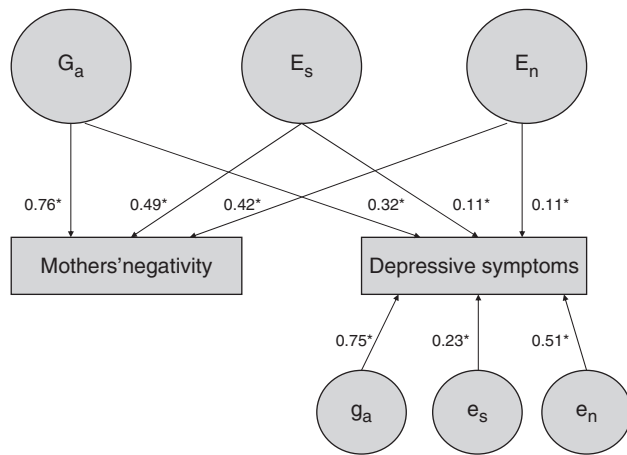 Ga
Es
En
0.76*
0.49*
0.42*
0.32*
0.11*
0.11*
Mothers'negativity
Depressive symptoms
0.75*
0.23*
0.51*
ga
es
en